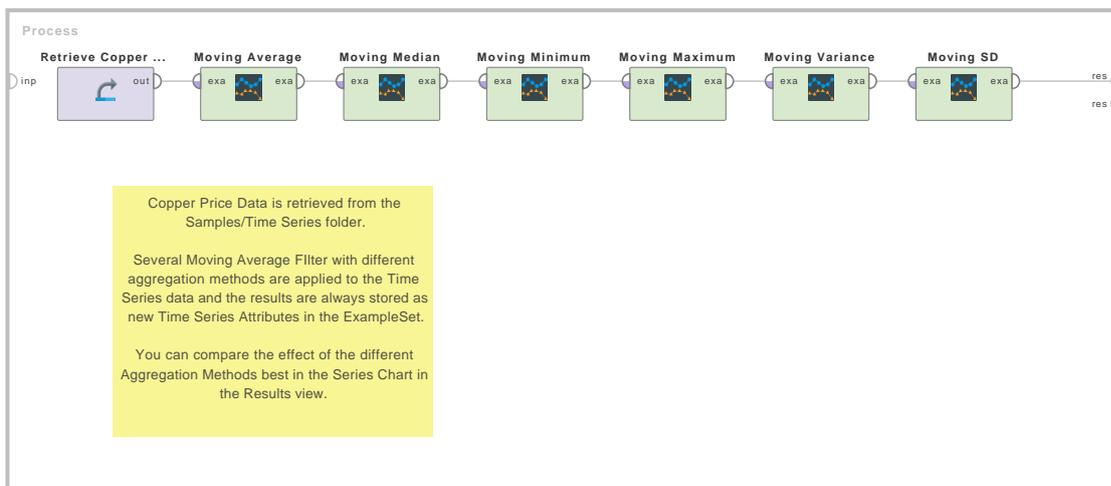 Process
Retrieve Copper ...
Moving Average
Moving Median
Moving Minimum
Moving Maximum
Moving Variance
Moving SD
inp
out
exa
exa
exa
exa
exa
exa
exa
exa
exa
exa
exa
exa
res
res
Copper Price Data is retrieved from the
Samples/Time Series folder.
Several Moving Average FIlter with different
aggregation methods are applied to the Time
Series data and the results are always stored as
new Time Series Attributes in the ExampleSet.
You can compare the effect of the different
Aggregation Methods best in the Series Chart in
the Results view.